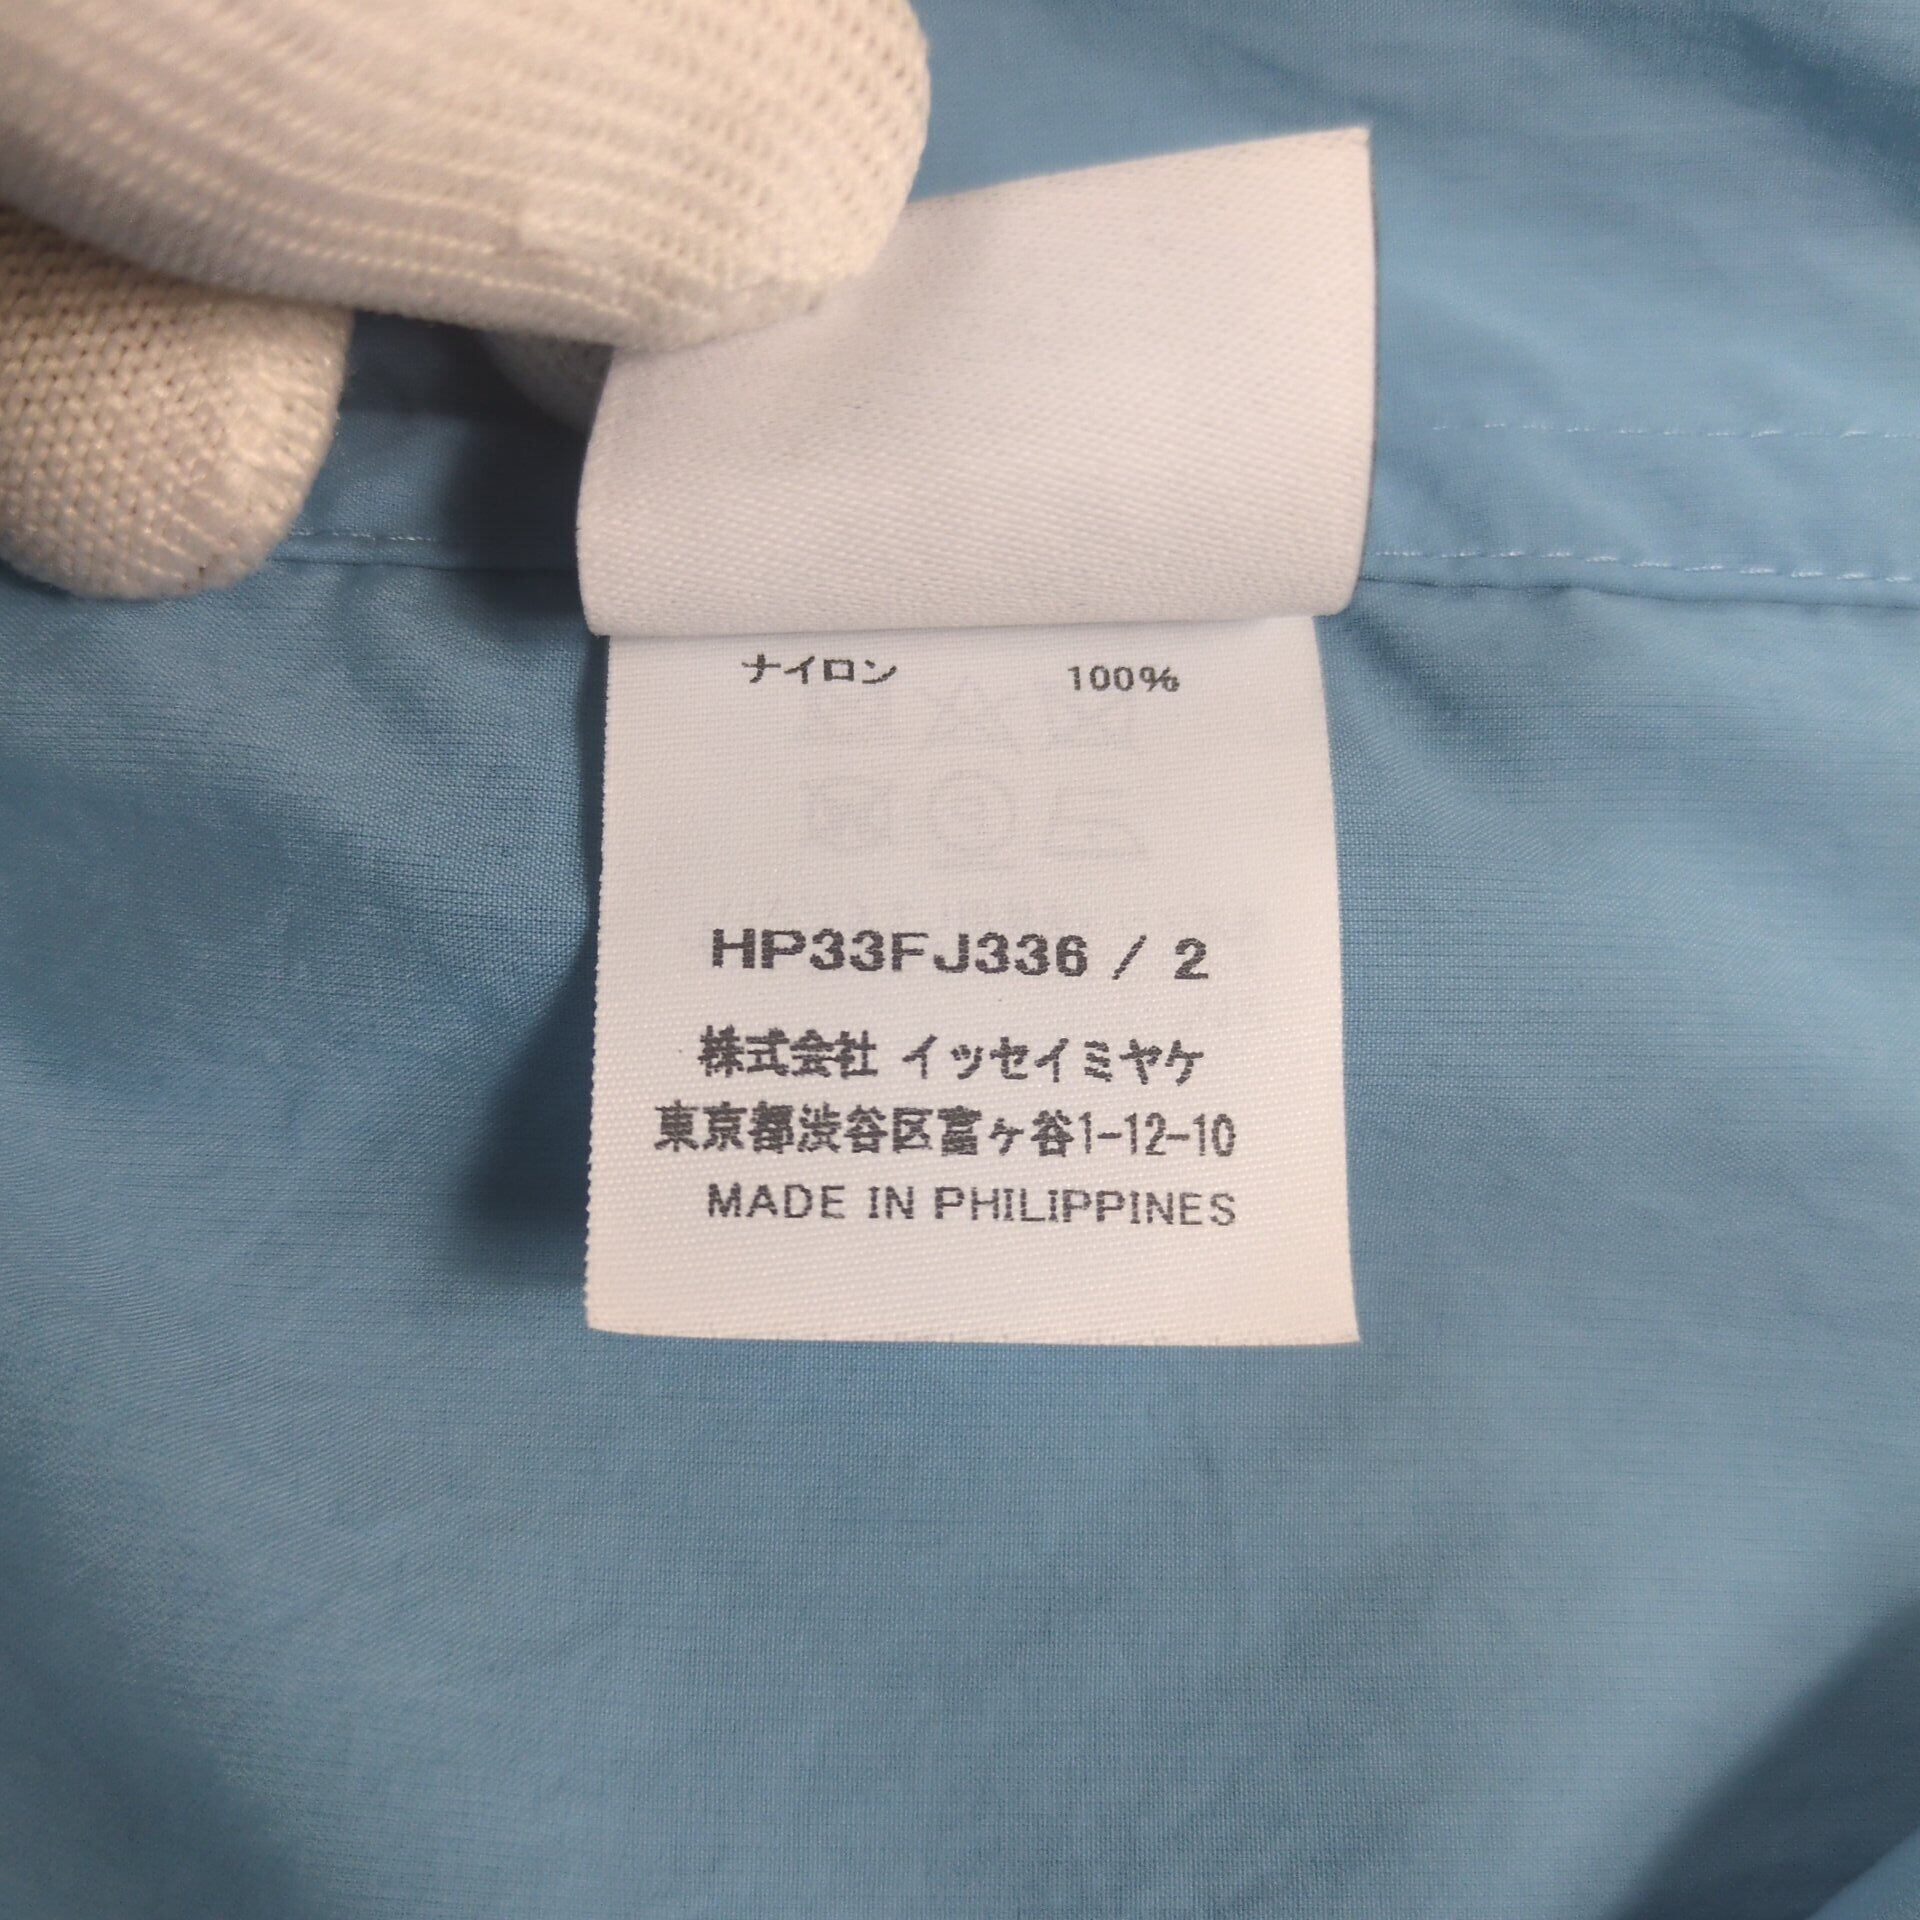 ナイロン 100%
HP33FJ336 / 2
株式会社 イッセイミヤケ
東京都渋谷区富ヶ谷1-12-10
MADE IN PHILIPPINES